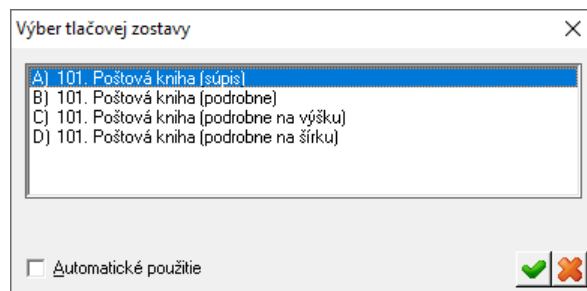 Výber tlačovej zostavy
A) 101. Poštová kniha (súpis)
B) 101. Poštová kniha (podrobne)
C) 101. Poštová kniha (podrobne na výšku)
D) 101. Poštová kniha (podrobne na šírku)
Automatické použitie